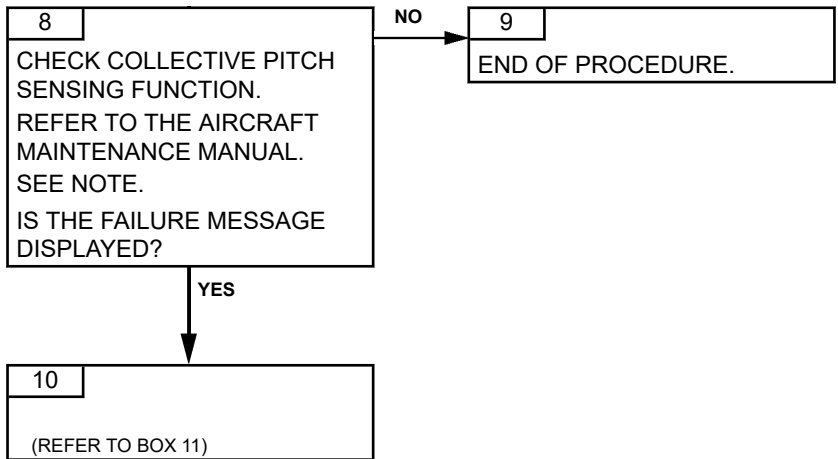 8
CHECK COLLECTIVE PITCH
SENSING FUNCTION.
REFER TO THE AIRCRAFT
MAINTENANCE MANUAL.
SEE NOTE.
IS THE FAILURE MESSAGE
DISPLAYED?
NO
9
END OF PROCEDURE.
YES
10
(REFER TO BOX 11)